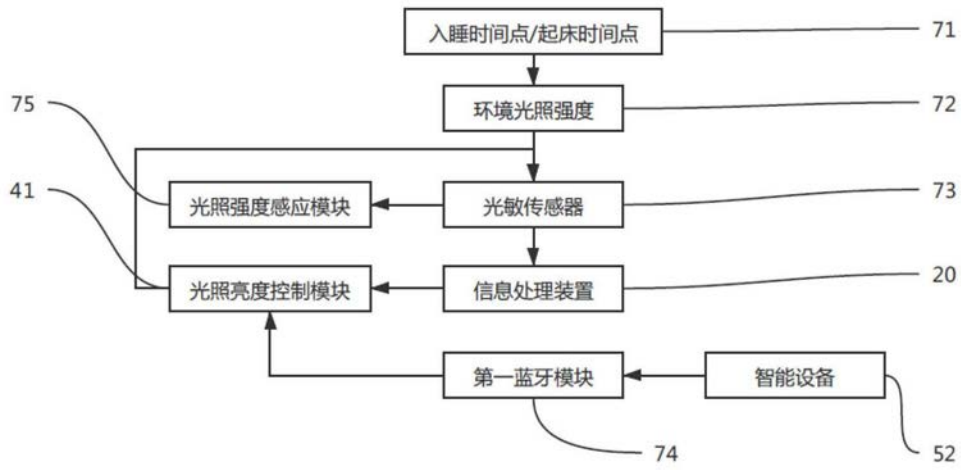 入睡时间点/起床时间点
71
75
环境光照强度
72
41
光照强度感应模块
光敏传感器
73
光照亮度控制模块
信息处理装置
20
第一蓝牙模块
智能设备
74
52